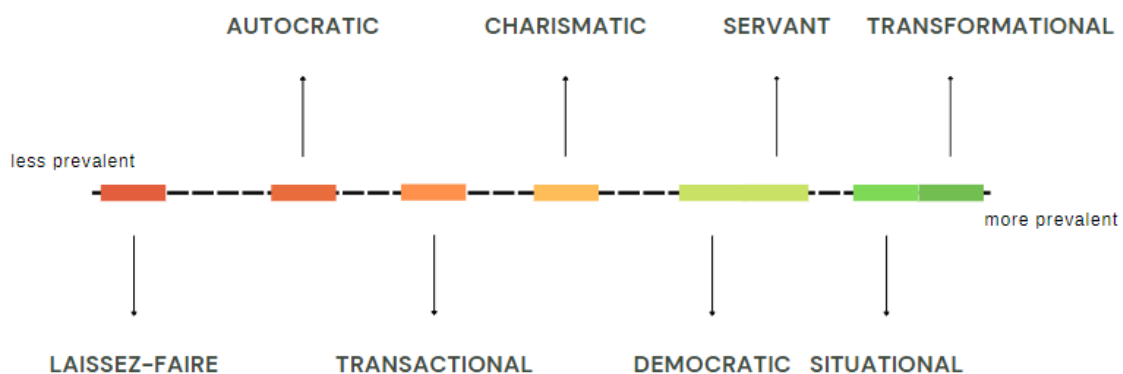 AUTOCRATIC CHARISMATIC SERVANT TRANSFORMATIONAL
less prevalent
more prevalent
LAISSEZ-FAIRE TRANSACTIONAL DEMOCRATIC SITUATIONAL